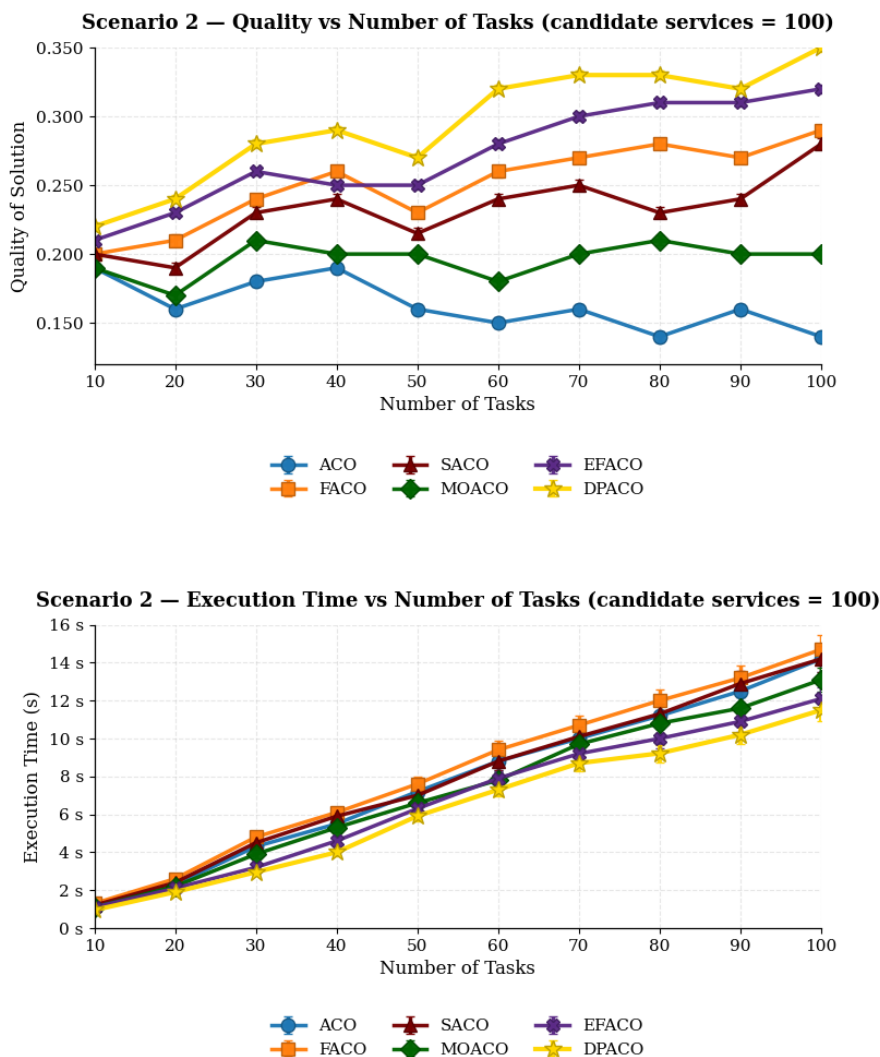 Scenario 2 — Quality vs Number of Tasks (candidate services = 100)
0.350
0.300
0.250
0.200
0.150
Quality of Solution
10 20 30 40 50 60 70 80 90 100
Number of Tasks
ACO SACO EFACO
FACO MOACO DPACO
Scenario 2 — Execution Time vs Number of Tasks (candidate services = 100)
16 s
14 s
12 s
10 s
8 s
6 s
4 s
2 s
0 s
Execution Time (s)
10 20 30 40 50 60 70 80 90 100
Number of Tasks
ACO SACO EFACO
FACO MOACO DPACO